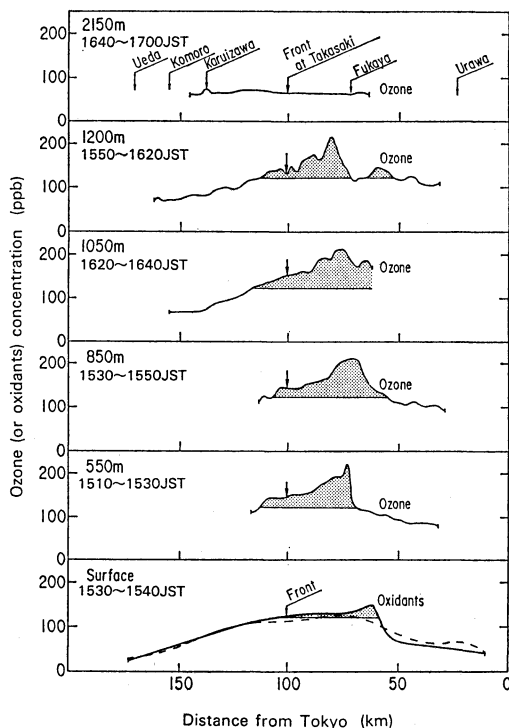 2150m
1640~1700JST
Ueda
Komoro
Karuizawa
Front
at Takasaki
Fukaya
Urawa
Ozone
200
100
0
1200m
1550~1620JST
Ozone
200
100
0
1050m
1620~1640JST
Ozone
200
100
0
850m
1530~1550JST
Ozone
200
100
0
550m
1510~1530JST
Ozone
200
100
0
Surface
1530~1540JST
Front
Oxidants
200
100
0
150
100
50
0
Ozone (or oxidants) concentration (ppb)
Distance from Tokyo (km)